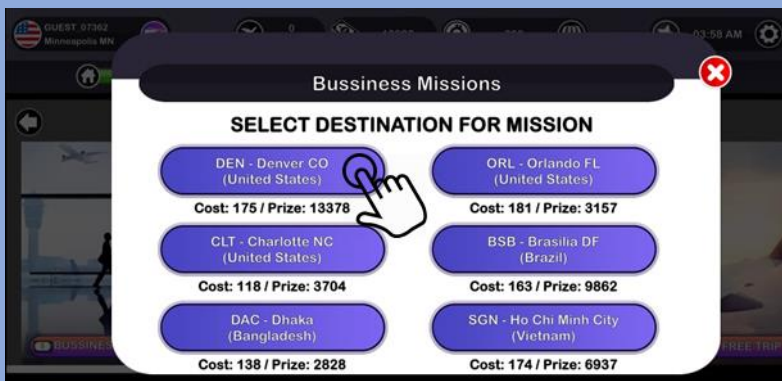 GUEST_07362
Minneapolis MN
0
03:58 AM
Bussiness Missions
SELECT DESTINATION FOR MISSION
DEN - Denver CO
(United States)
Cost: 175 / Prize: 13378
ORL - Orlando FL
(United States)
Cost: 181 / Prize: 3157
CLT - Charlotte NC
(United States)
Cost: 118 / Prize: 3704
BSB - Brasilia DF
(Brazil)
Cost: 163 / Prize: 9862
DAC - Dhaka
(Bangladesh)
Cost: 138 / Prize: 2828
SGN - Ho Chi Minh City
(Vietnam)
Cost: 174 / Prize: 6937
BUSSINES
FREE TRIP